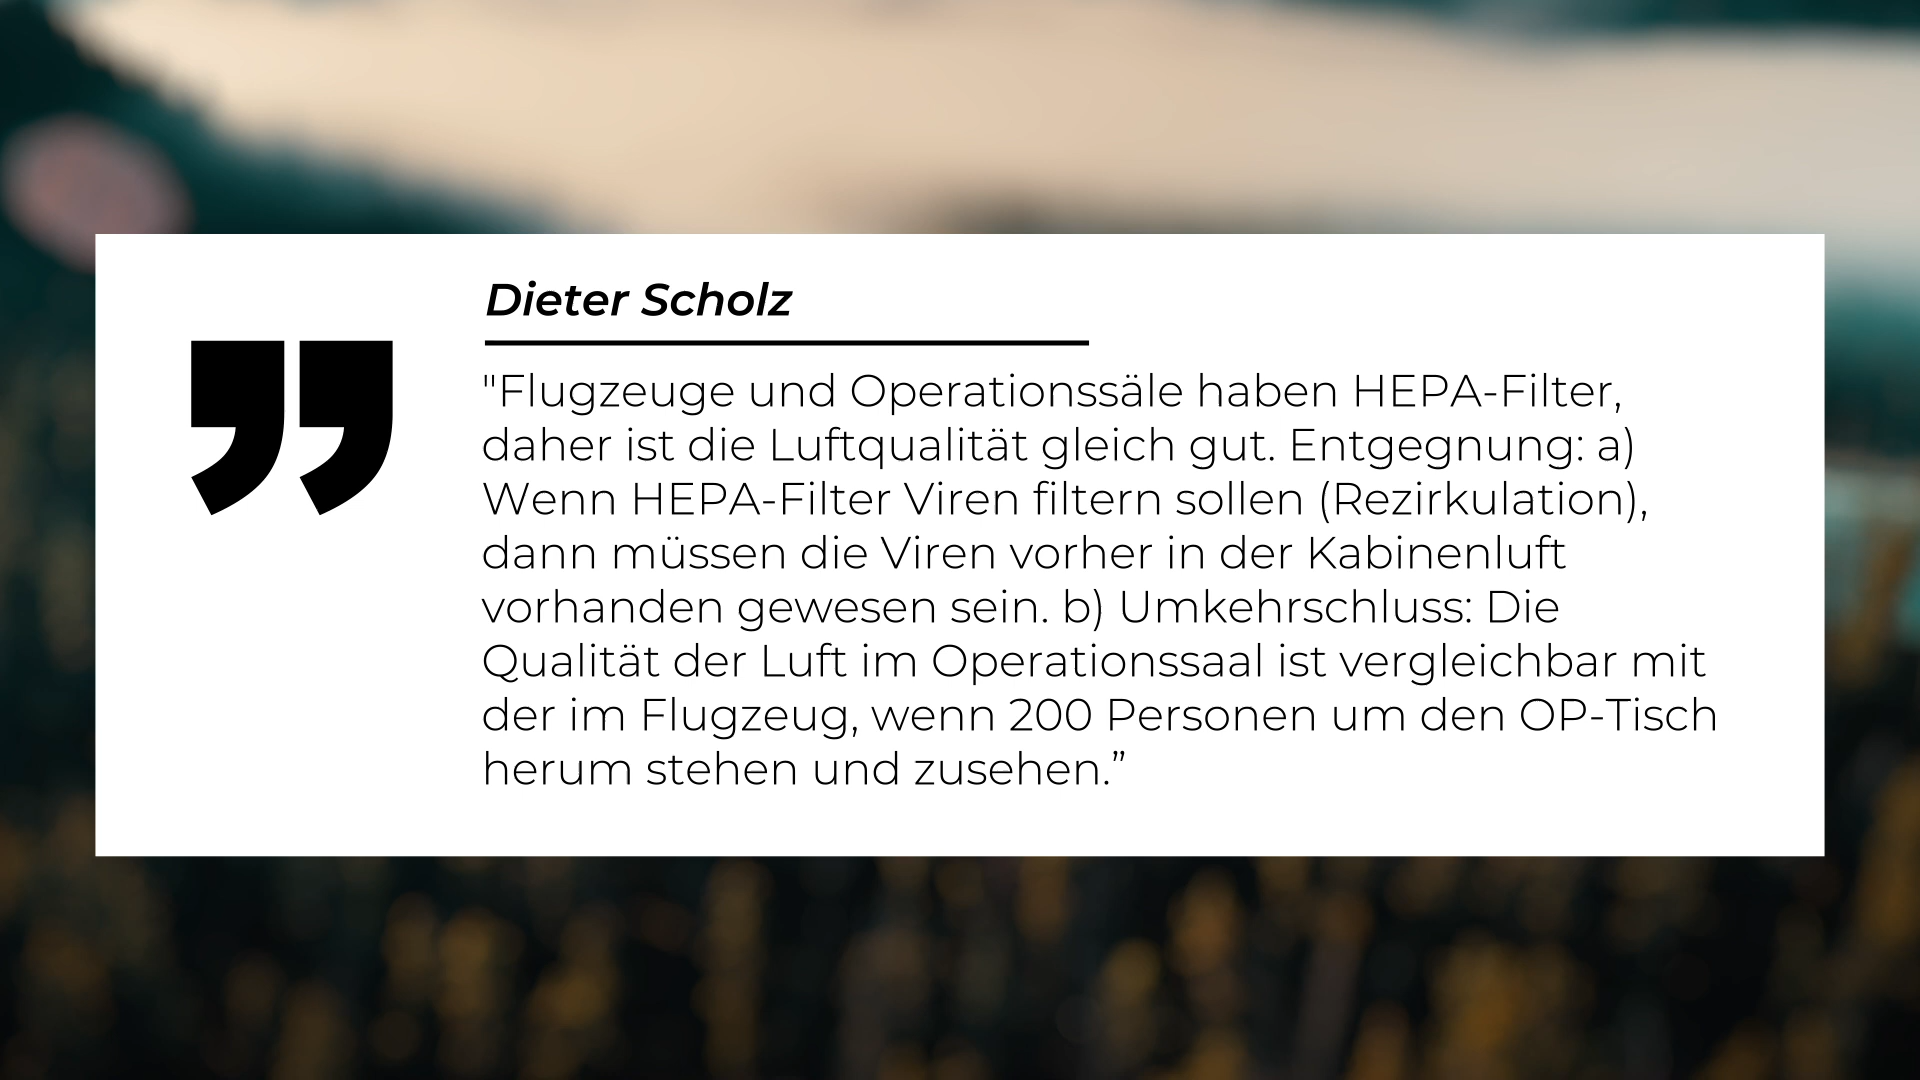 Dieter Scholz
"Flugzeuge und Operationssäle haben HEPA-Filter,
daher ist die Luftqualität gleich gut. Entgegnung: a)
Wenn HEPA-Filter Viren filtern sollen (Rezirkulation),
dann müssen die Viren vorher in der Kabinenluft
vorhanden gewesen sein. b) Umkehrschluss: Die
Qualität der Luft im Operationssaal ist vergleichbar mit
der im Flugzeug, wenn 200 Personen um den OP-Tisch
herum stehen und zusehen.”